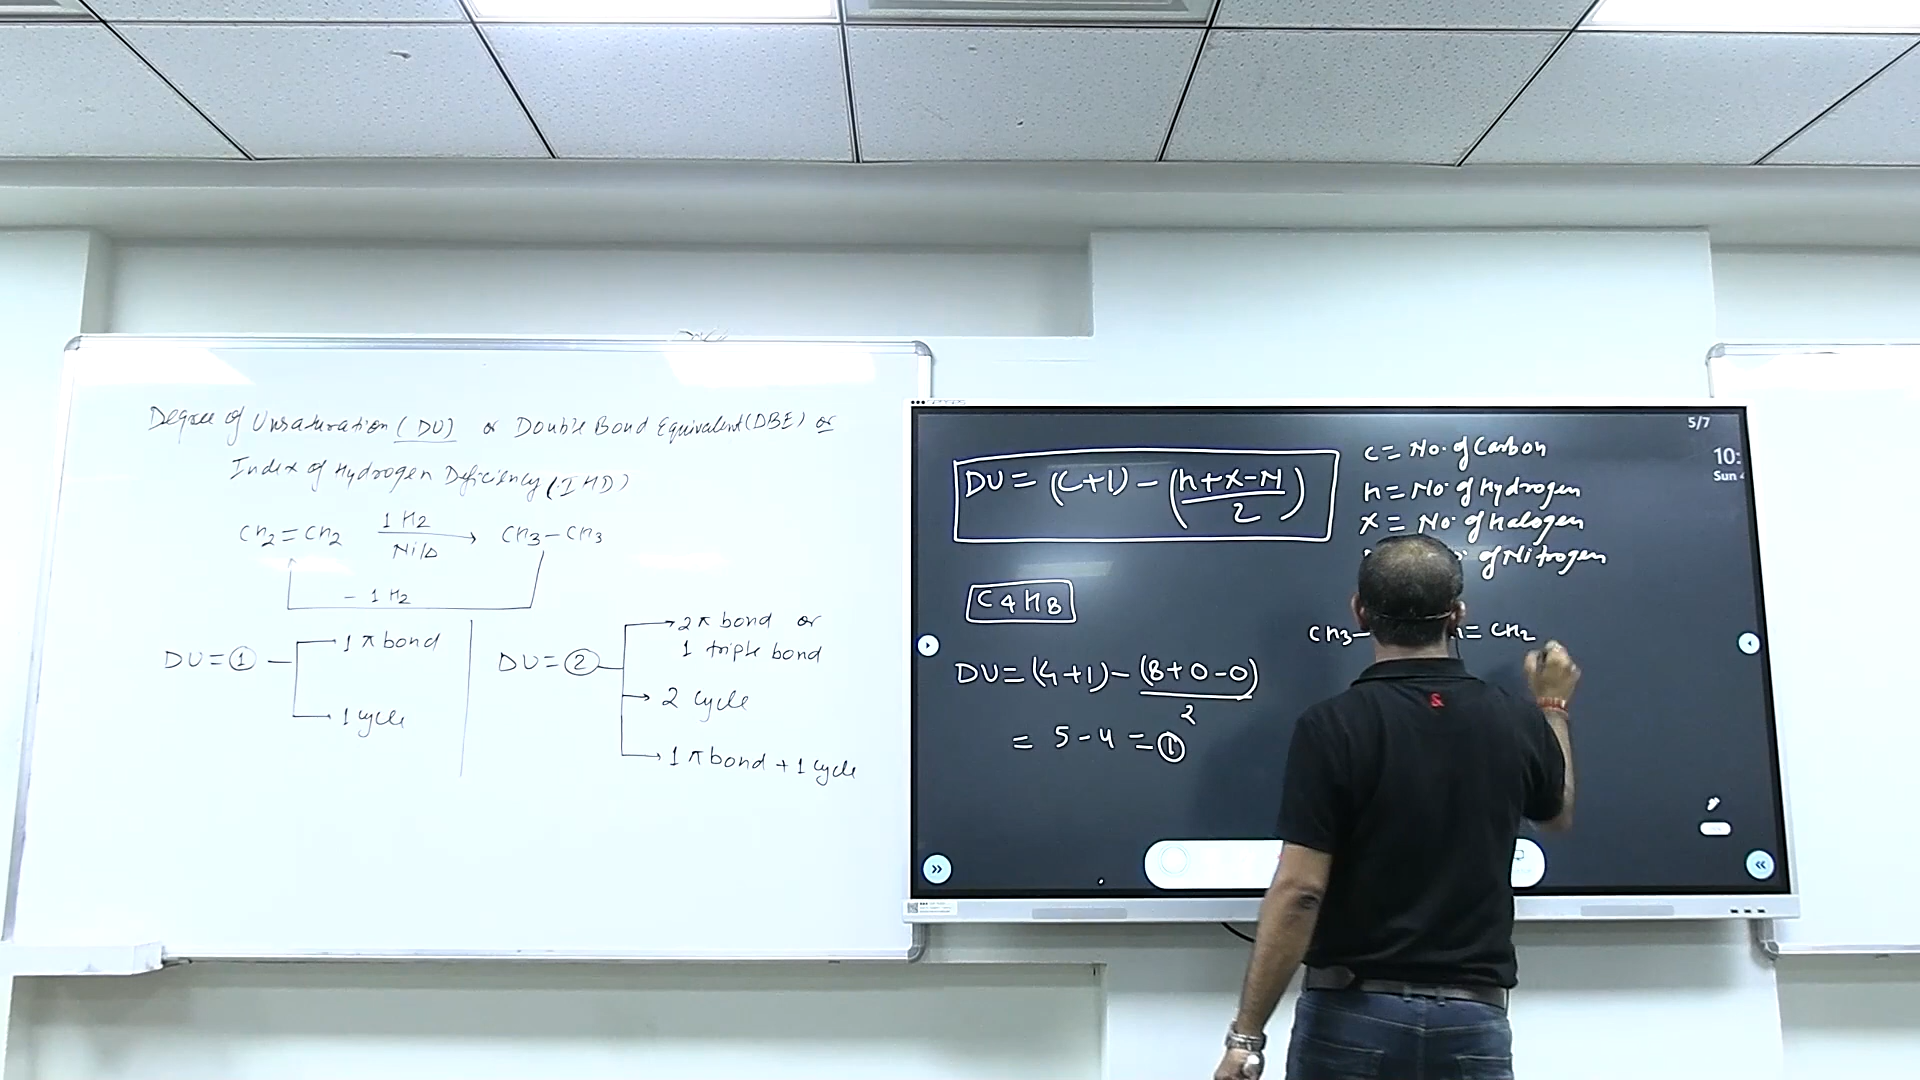 Degree of Unsaturation (DU) or Double Bond Equivalent (DBE) or
Index of Hydrogen Deficiency (IHD)
CH2=CH2 1 H2 Ni/Δ → CH3-CH3
- 1 H2
DU = ① 1 π bond
1 cycle
DU = ② 2 π bond or
1 triple bond
2 cycle
1 π bond + 1 cycle
5/7
10:
Sun
DU = (C+1) - (H+X-N / 2)
C = No. of Carbon
H = No. of Hydrogen
X = No. of Halogen
of Nitrogen
C4H8
CH3- = CH2
DU = (4+1) - (8+0-0) / 2
= 5-4 = ①